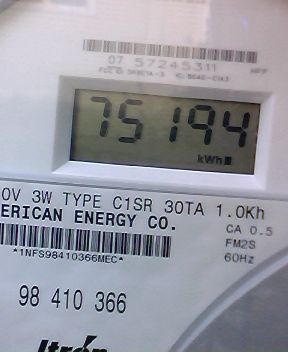 07 57245311
75194
kWh
0V 3W TYPE C1SR 30TA 1.0Kh
ERICAN ENERGY CO.
CA 0.5
FM2S
*1NFS98410366MEC*
60Hz
98 410 366
Itrón